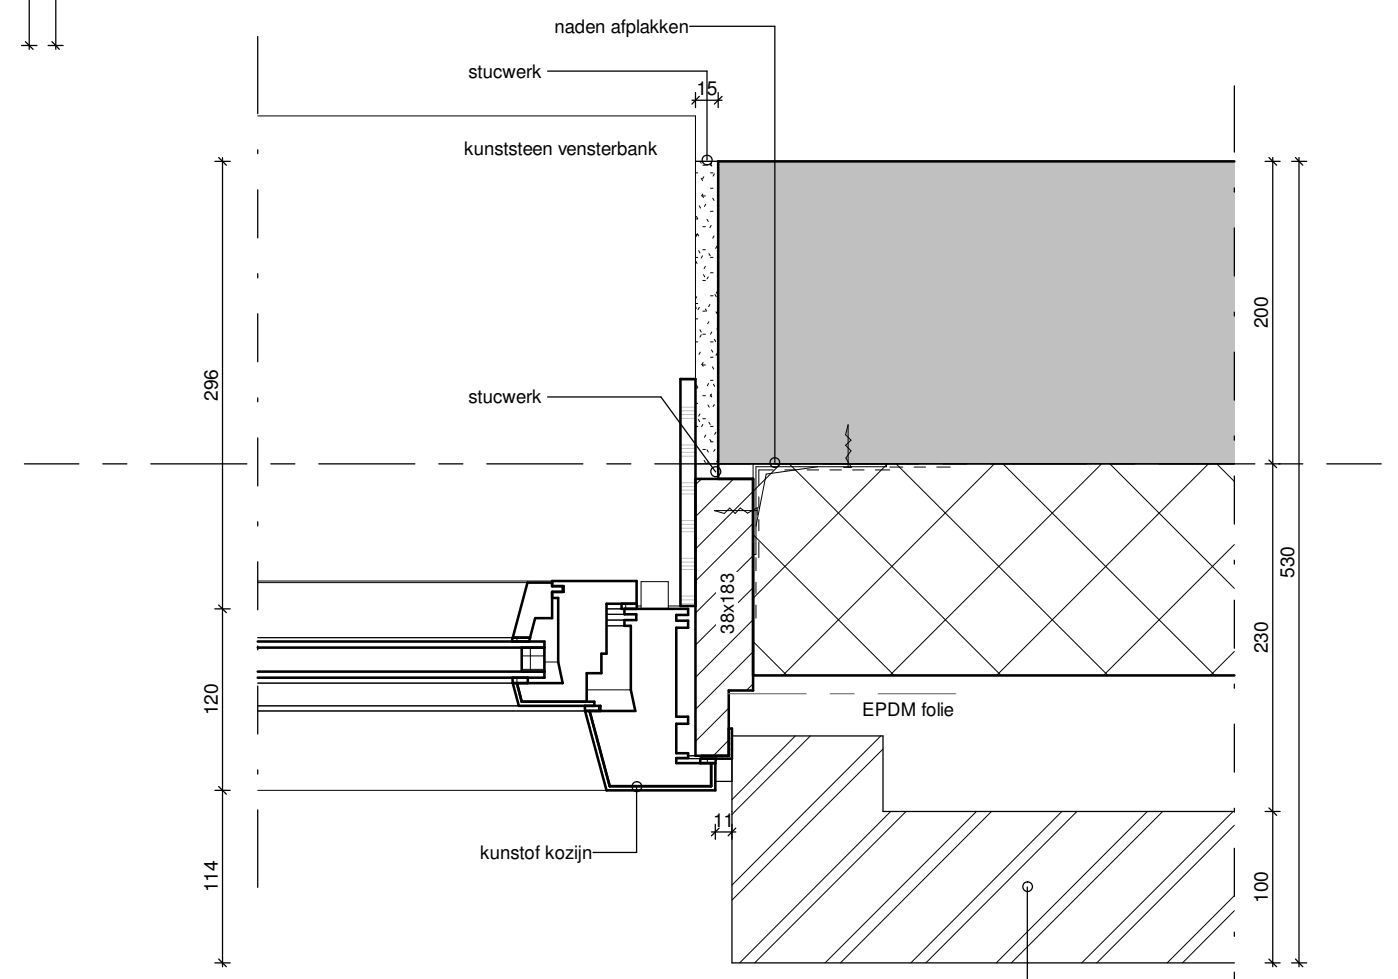 naden afplakken
stucwerk
15
kunststeen vensterbank
200
296
stucwerk
530
38x183
230
120
EPDM folie
11
kunstof kozijn
114
100